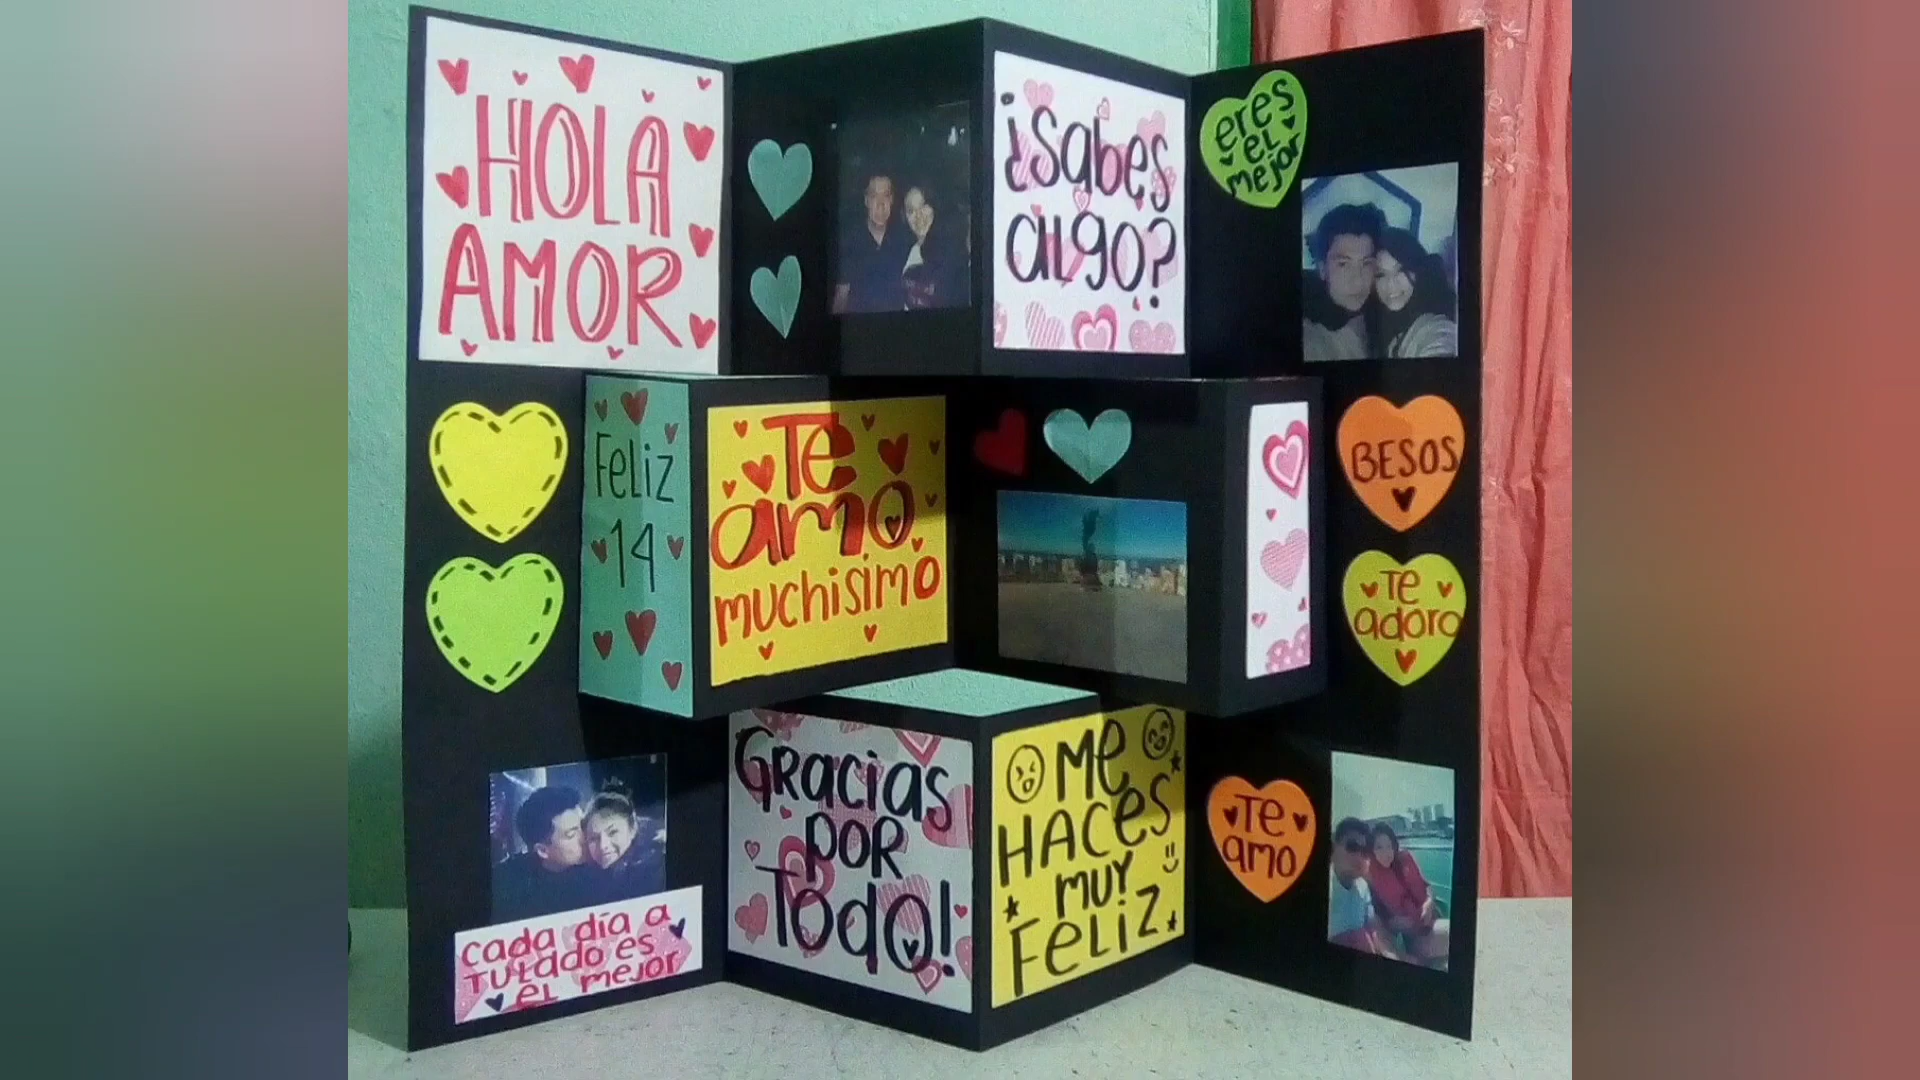 HOLA
AMOR
¿Sabes
algo?
eres
el
mejor
Feliz
14
Te
amo
muchisimo
BESOS
Te
adoro
Gracias
por
Todo!
Me
HACes
muy
Feliz
Te
amo
cada día a
Tu lado es
el mejor